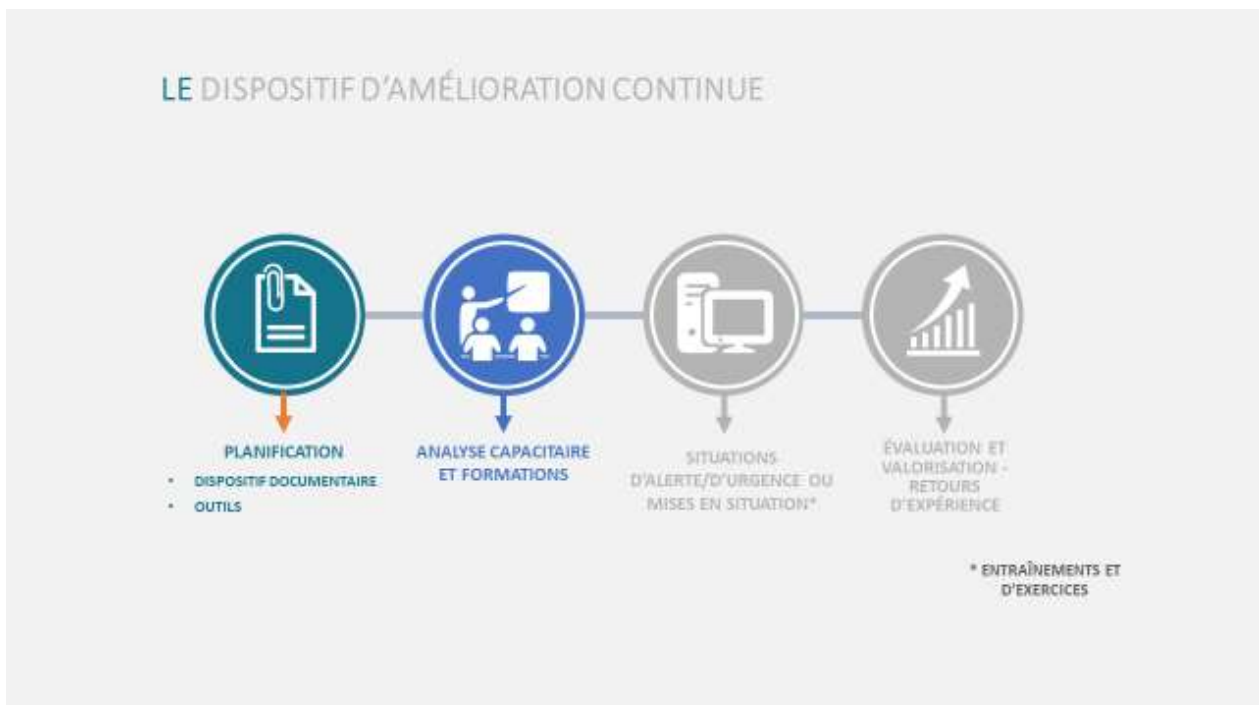 LE DISPOSITIF D'AMÉLIORATION CONTINUE
PLANIFICATION
• DISPOSITIF DOCUMENTAIRE
• OUTILS
ANALYSE CAPACITAIRE
ET FORMATIONS
SITUATIONS
D'ALERTE/D'URGENCE OU
MISES EN SITUATION*
ÉVALUATION ET
VALORISATION -
RETOURS
D'EXPÉRIENCE
* ENTRAÎNEMENTS ET
D'EXERCICES